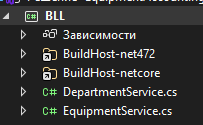 BLL
Зависимости
BuildHost-net472
BuildHost-netcore
C# DepartmentService.cs
C# EquipmentService.cs